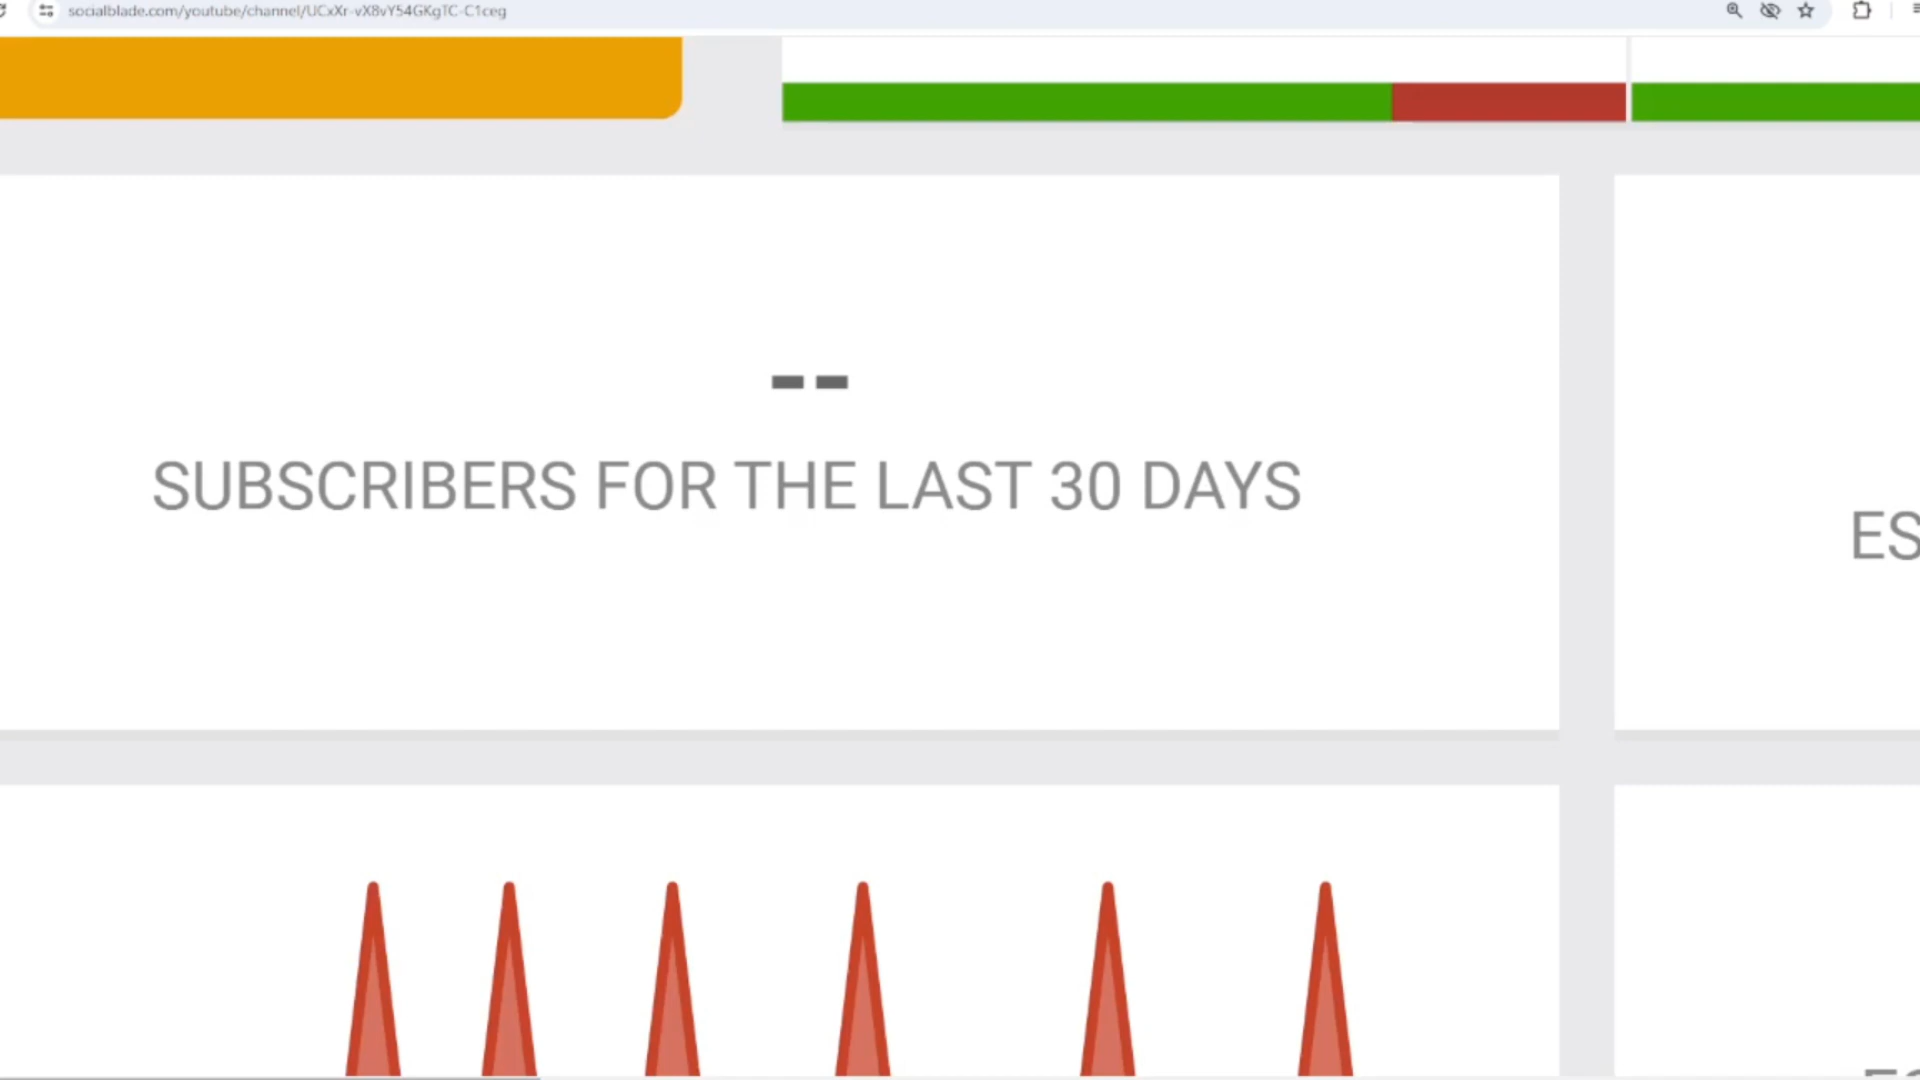 socialblade.com/youtube/channel/UCxXr-vX8vY54GKgTC-C1ceg
--
SUBSCRIBERS FOR THE LAST 30 DAYS
ES